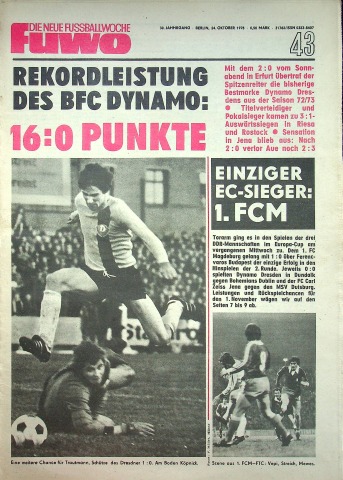 DIE NEUE FUSSBALLWOCHE
fuwo
30. JAHRGANG · BERLIN, 24. OKTOBER 1978 · 0,50 MARK
43
REKORDLEISTUNG
DES BFC DYNAMO:
16:0 PUNKTE
Mit dem 2:0 vom Sonn-
abend in Erfurt übertraf der
Spitzenreiter die bisherige
Bestmarke Dynamo Dres-
dens aus der Saison 72/73
● Titelverteidiger und
Pokalsieger kamen zu 3:1-
Auswärtssiegen in Riesa
und Rostock ● Sensation
in Jena blieb aus: Nach
2:0 verlor Aue noch 2:3
EINZIGER
EC-SIEGER:
1. FCM
Torarm ging es in den Spielen der drei
DDR-Mannschaften im Europa-Cup am
vergangenen Mittwoch zu. Dem 1. FC
Magdeburg gelang mit 1:0 über Ferenc-
varos Budapest der einzige Erfolg in den
Hinspielen der 2. Runde. Jeweils 0:0
spielten Dynamo Dresden in Dundalk
gegen Bohemians Dublin und der FC Carl
Zeiss Jena gegen den MSV Duisburg.
Leistungen und Rückspielchancen für
den 1. November wägen wir auf den
Seiten 7 bis 9 ab.
Eine weitere Chance für Trautmann, Schütze des Dresdner 1:0. Am Boden Köpnick.
Szene aus 1. FCM–FTC: Vepi, Streich, Mewes.